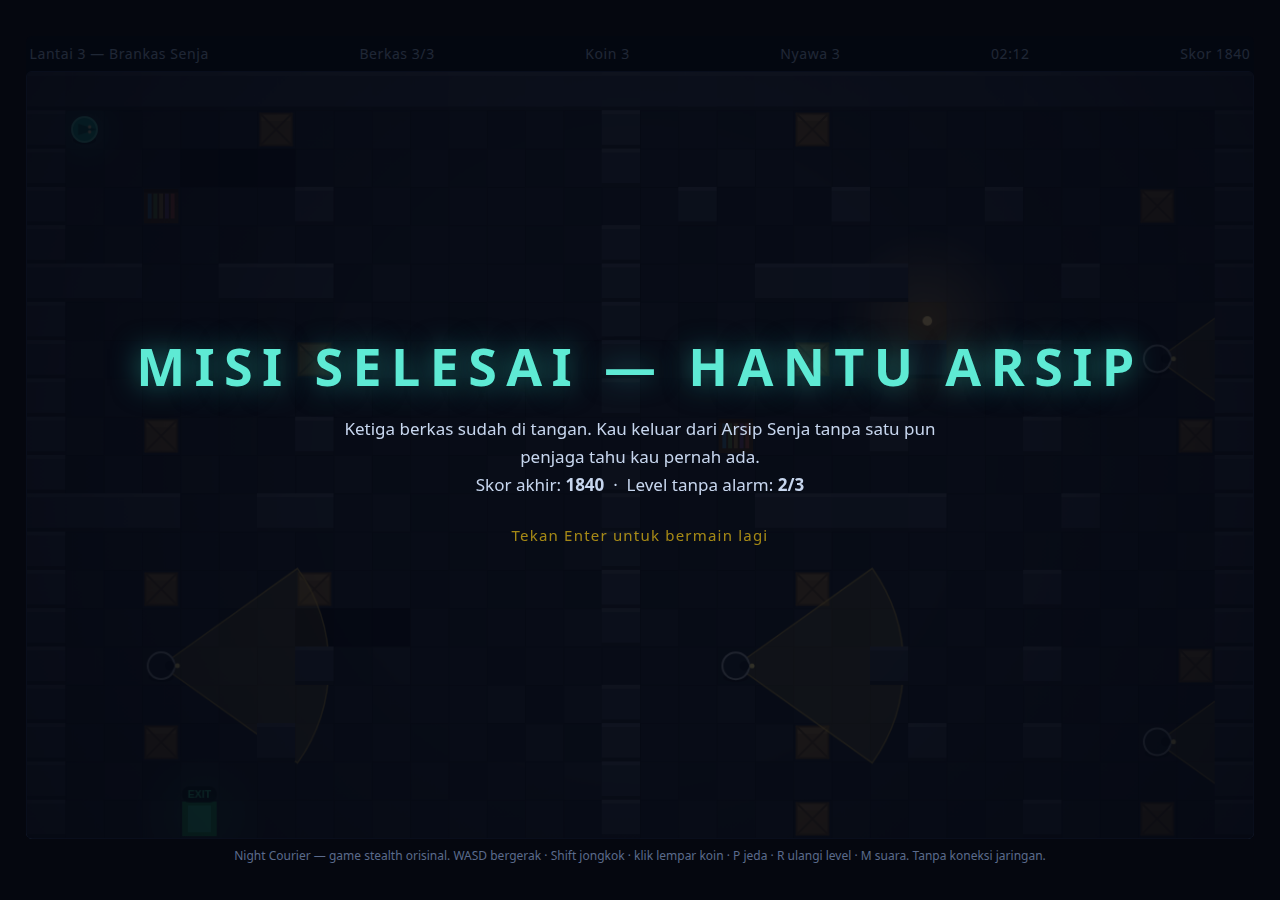 Lantai 3 — Brankas Senja Berkas 3/3 Koin 3 Nyawa 3 02:12 Skor 1840
MISI SELESAI — HANTU ARSIP
Ketiga berkas sudah di tangan. Kau keluar dari Arsip Senja tanpa satu pun
penjaga tahu kau pernah ada.
Skor akhir: 1840 · Level tanpa alarm: 2/3
Tekan Enter untuk bermain lagi
EXIT
Night Courier — game stealth orisinal. WASD bergerak · Shift jongkok · klik lempar koin · P jeda · R ulangi level · M suara. Tanpa koneksi jaringan.